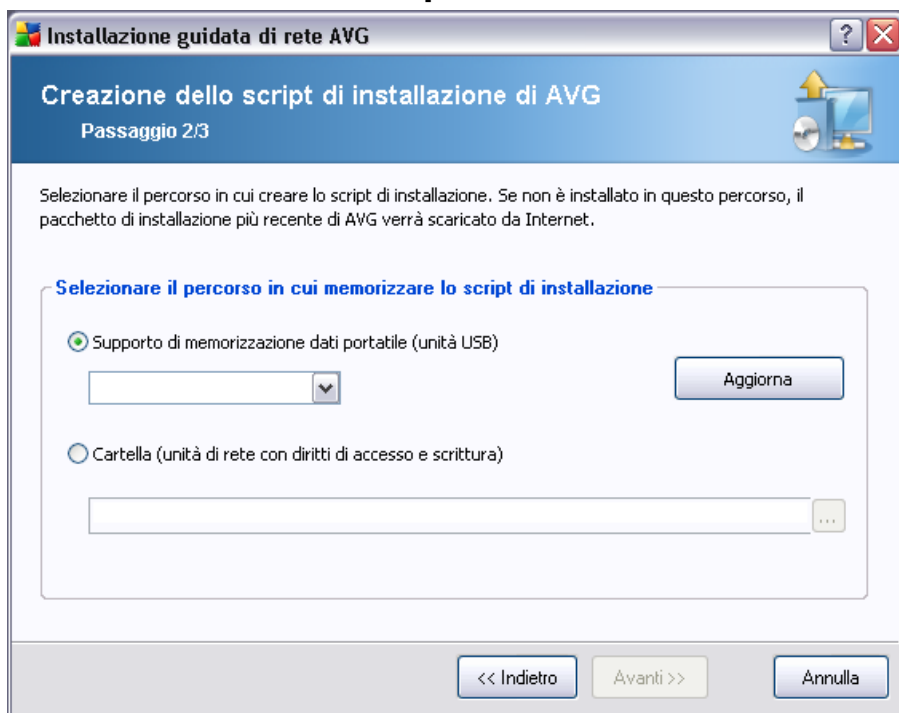 Installazione guidata di rete AVG
Creazione dello script di installazione di AVG
Passaggio 2/3
Selezionare il percorso in cui creare lo script di installazione. Se non è installato in questo percorso, il
pacchetto di installazione più recente di AVG verrà scaricato da Internet.
Selezionare il percorso in cui memorizzare lo script di installazione
Supporto di memorizzazione dati portatile (unità USB)
Aggiorna
Cartella (unità di rete con diritti di accesso e scrittura)
...
<< Indietro
Avanti >>
Annulla